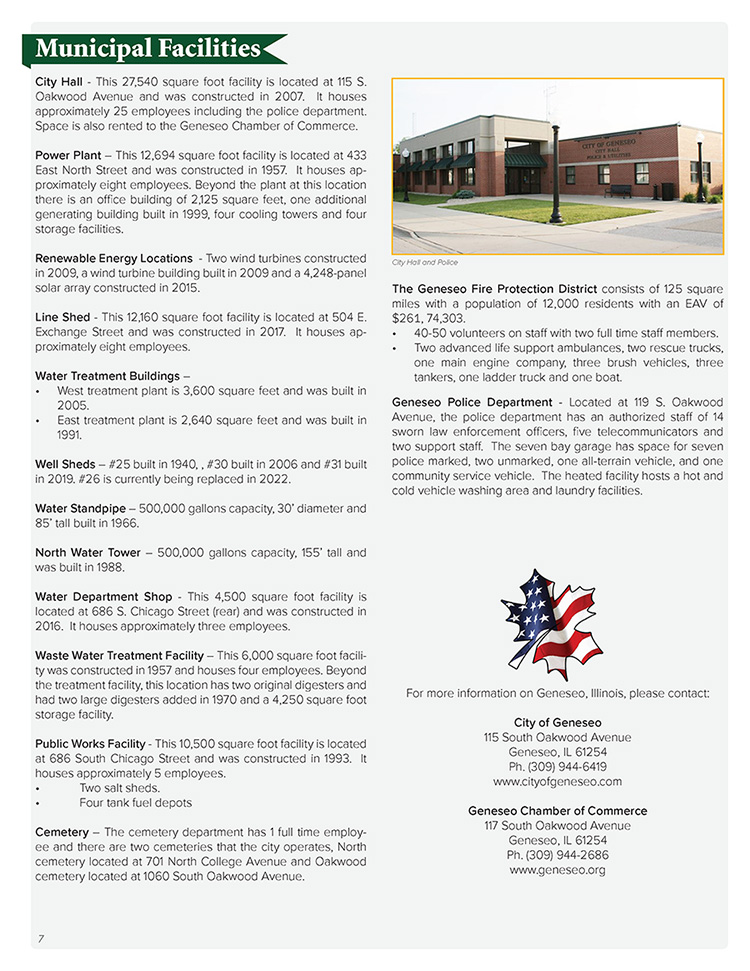 Municipal Facilities
City Hall - This 27,540 square foot facility is located at 115 S.
Oakwood Avenue and was constructed in 2007. It houses
approximately 25 employees including the police department.
Space is also rented to the Geneseo Chamber of Commerce.
Power Plant – This 12,694 square foot facility is located at 433
East North Street and was constructed in 1957. It houses ap-
proximately eight employees. Beyond the plant at this location
there is an office building of 2,125 square feet, one additional
generating building built in 1999, four cooling towers and four
storage facilities.
Renewable Energy Locations - Two wind turbines constructed
in 2009, a wind turbine building built in 2009 and a 4,248-panel
solar array constructed in 2015.
Line Shed - This 12,160 square foot facility is located at 504 E.
Exchange Street and was constructed in 2017. It houses ap-
proximately eight employees.
Water Treatment Buildings –
• West treatment plant is 3,600 square feet and was built in
2005.
• East treatment plant is 2,640 square feet and was built in
1991.
Well Sheds – #25 built in 1940, , #30 built in 2006 and #31 built
in 2019. #26 is currently being replaced in 2022.
Water Standpipe – 500,000 gallons capacity, 30' diameter and
85' tall built in 1966.
North Water Tower – 500,000 gallons capacity, 155' tall and
was built in 1988.
Water Department Shop - This 4,500 square foot facility is
located at 686 S. Chicago Street (rear) and was constructed in
2016. It houses approximately three employees.
Waste Water Treatment Facility – This 6,000 square foot facili-
ty was constructed in 1957 and houses four employees. Beyond
the treatment facility, this location has two original digesters and
had two large digesters added in 1970 and a 4,250 square foot
storage facility.
Public Works Facility - This 10,500 square foot facility is located
at 686 South Chicago Street and was constructed in 1993. It
houses approximately 5 employees.
• Two salt sheds.
• Four tank fuel depots
Cemetery – The cemetery department has 1 full time employ-
ee and there are two cemeteries that the city operates, North
cemetery located at 701 North College Avenue and Oakwood
cemetery located at 1060 South Oakwood Avenue.
CITY OF GENESEO
CITY HALL
POLICE & UTILITIES
City Hall and Police
The Geneseo Fire Protection District consists of 125 square
miles with a population of 12,000 residents with an EAV of
$261, 74,303.
• 40-50 volunteers on staff with two full time staff members.
• Two advanced life support ambulances, two rescue trucks,
one main engine company, three brush vehicles, three
tankers, one ladder truck and one boat.
Geneseo Police Department - Located at 119 S. Oakwood
Avenue, the police department has an authorized staff of 14
sworn law enforcement officers, five telecommunicators and
two support staff. The seven bay garage has space for seven
police marked, two unmarked, one all-terrain vehicle, and one
community service vehicle. The heated facility hosts a hot and
cold vehicle washing area and laundry facilities.
For more information on Geneseo, Illinois, please contact:
City of Geneseo
115 South Oakwood Avenue
Geneseo, IL 61254
Ph. (309) 944-6419
www.cityofgeneseo.com
Geneseo Chamber of Commerce
117 South Oakwood Avenue
Geneseo, IL 61254
Ph. (309) 944-2686
www.geneseo.org
7